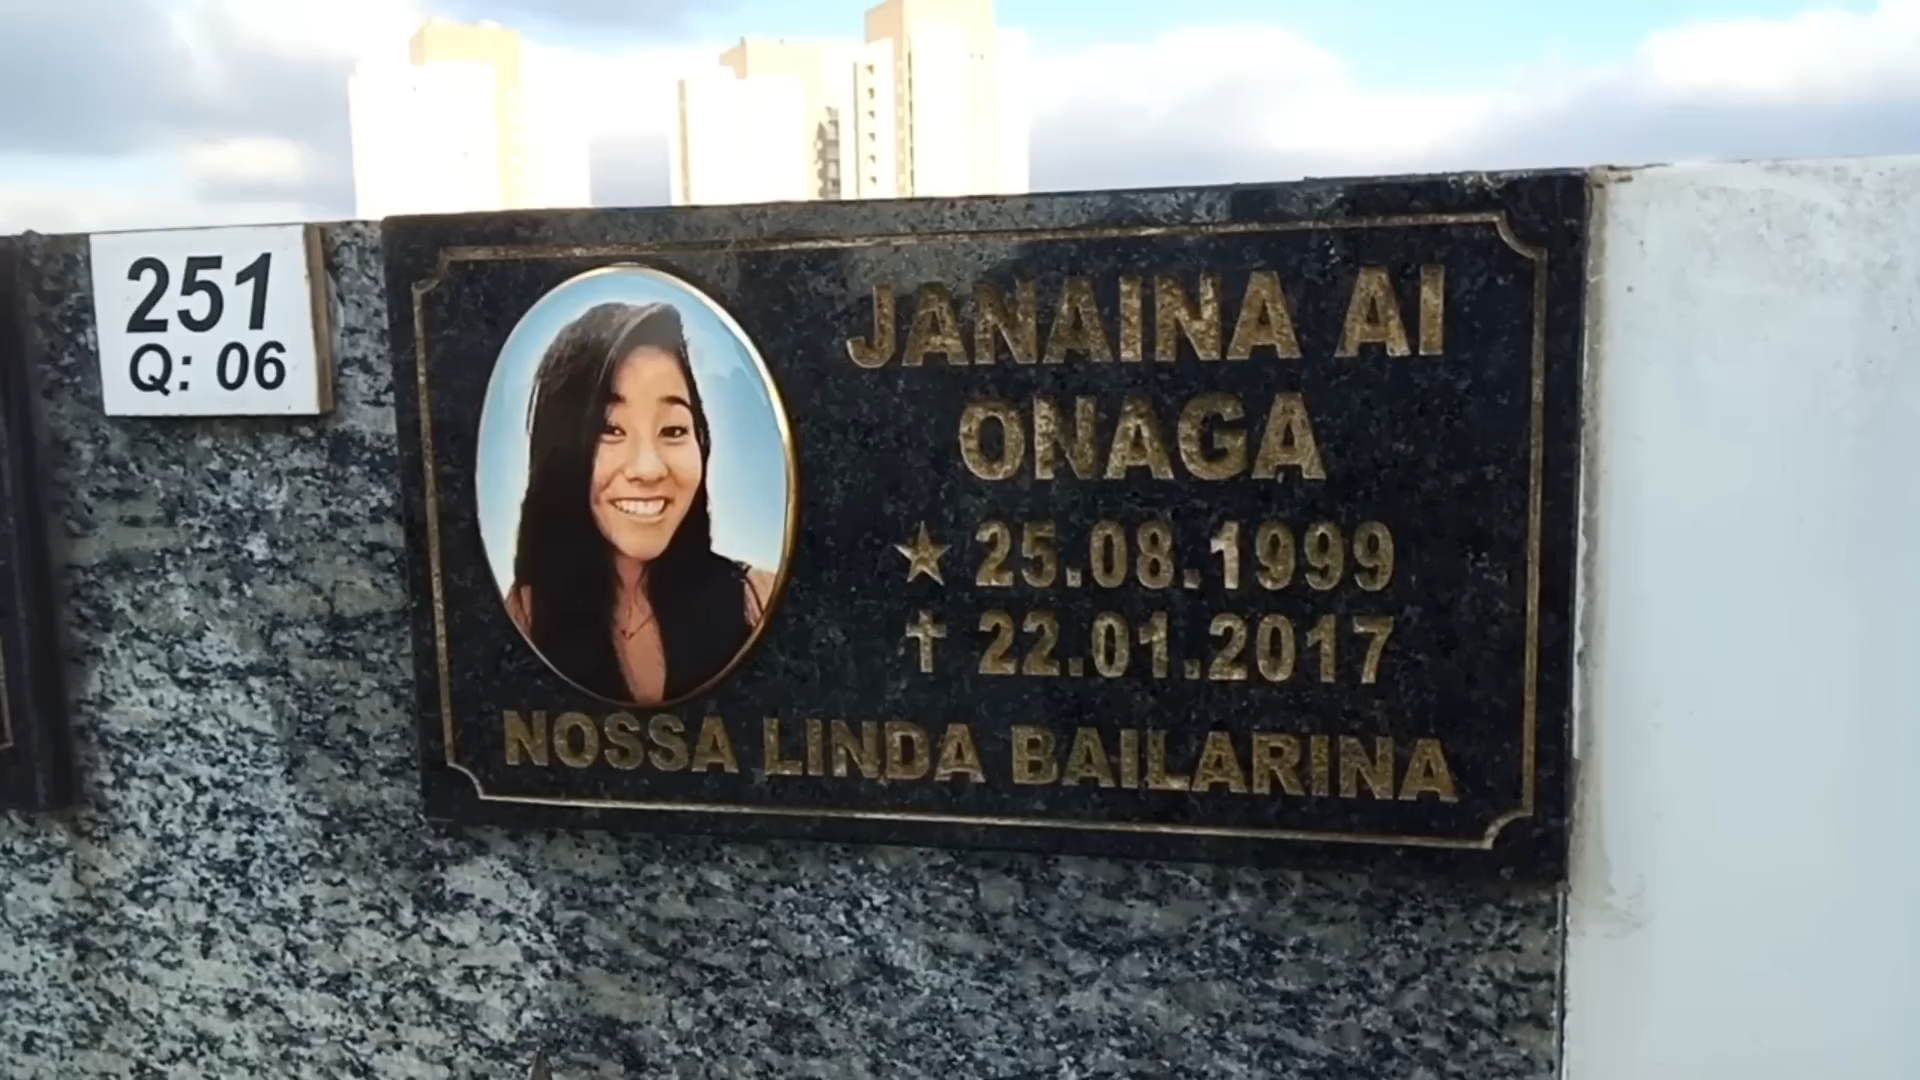 251
Q: 06
JANAINA AI
ONAGA
★ 25.08.1999
✝ 22.01.2017
NOSSA LINDA BAILARINA